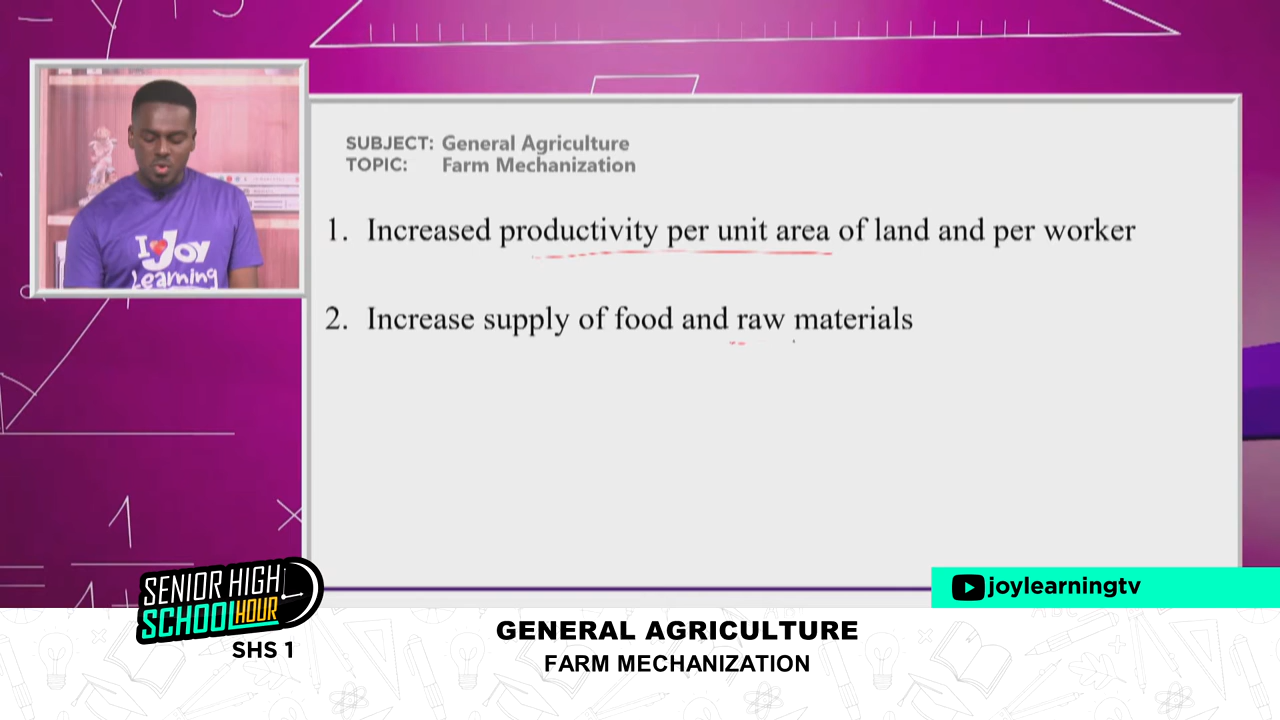 SUBJECT: General Agriculture
TOPIC: Farm Mechanization
1. Increased productivity per unit area of land and per worker
2. Increase supply of food and raw materials
I ❤ Joy
Learning
SENIOR HIGH
SCHOOL HOUR
SHS 1
joylearningtv
GENERAL AGRICULTURE
FARM MECHANIZATION